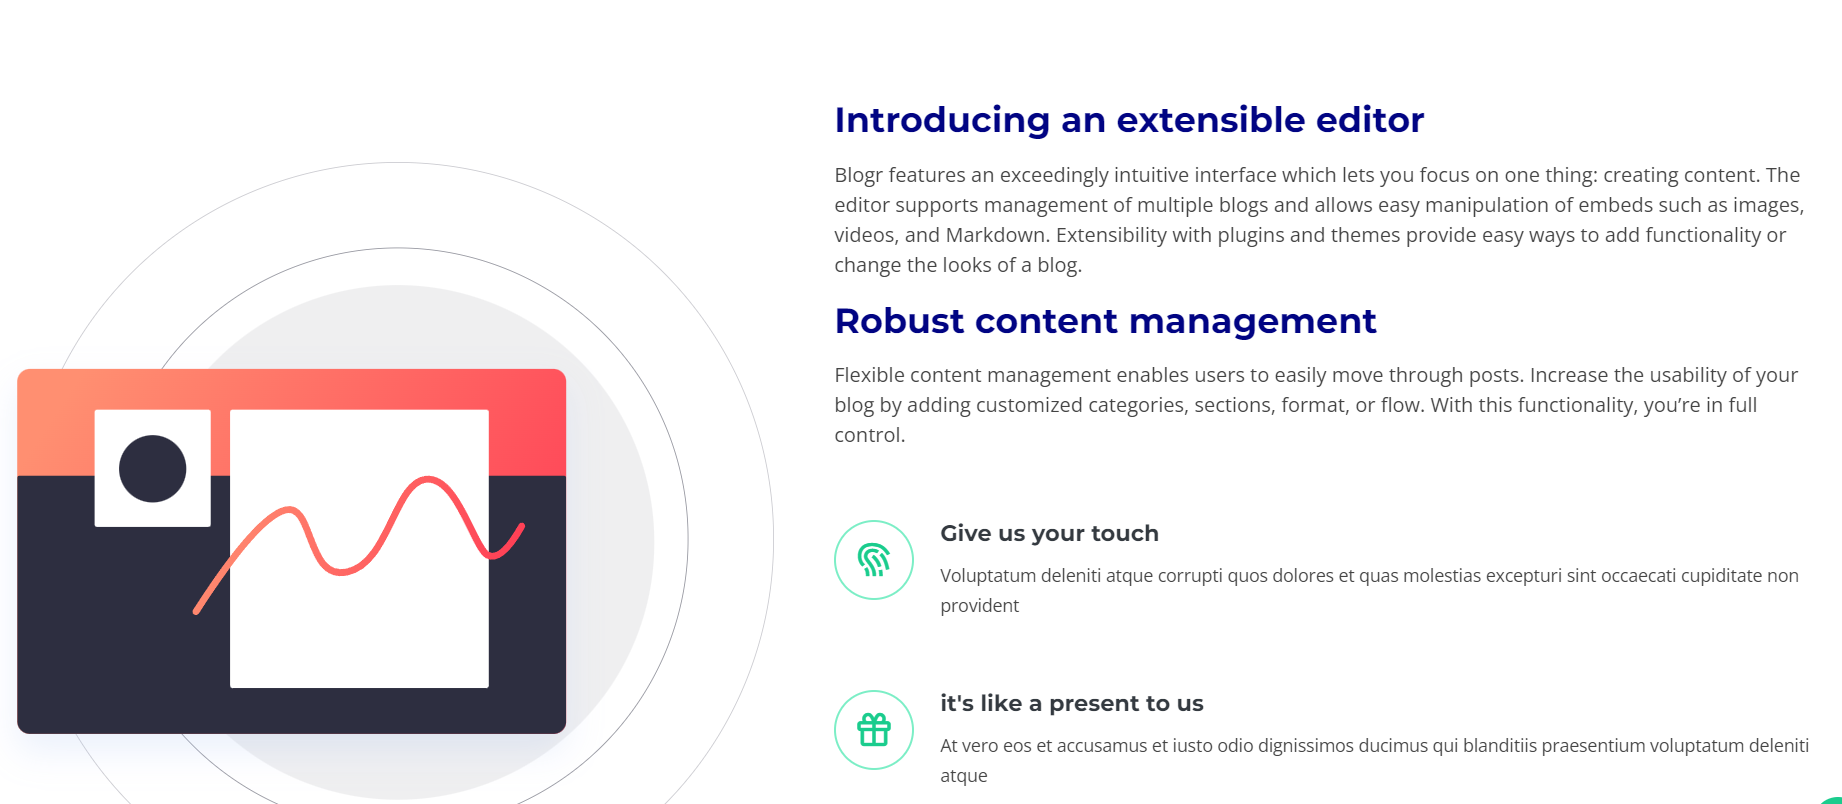 Introducing an extensible editor
Blogr features an exceedingly intuitive interface which lets you focus on one thing: creating content. The
editor supports management of multiple blogs and allows easy manipulation of embeds such as images,
videos, and Markdown. Extensibility with plugins and themes provide easy ways to add functionality or
change the looks of a blog.
Robust content management
Flexible content management enables users to easily move through posts. Increase the usability of your
blog by adding customized categories, sections, format, or flow. With this functionality, you’re in full
control.
Give us your touch
Voluptatum deleniti atque corrupti quos dolores et quas molestias excepturi sint occaecati cupiditate non
provident
it's like a present to us
At vero eos et accusamus et iusto odio dignissimos ducimus qui blanditiis praesentium voluptatum deleniti
atque